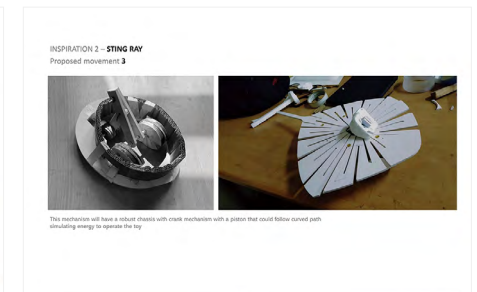 INSPIRATION 2 – STING RAY
Proposed movement 3
This mechanism will have a robust chassis with crank mechanism with a piston that could follow curved path
simulating energy to operate the toy